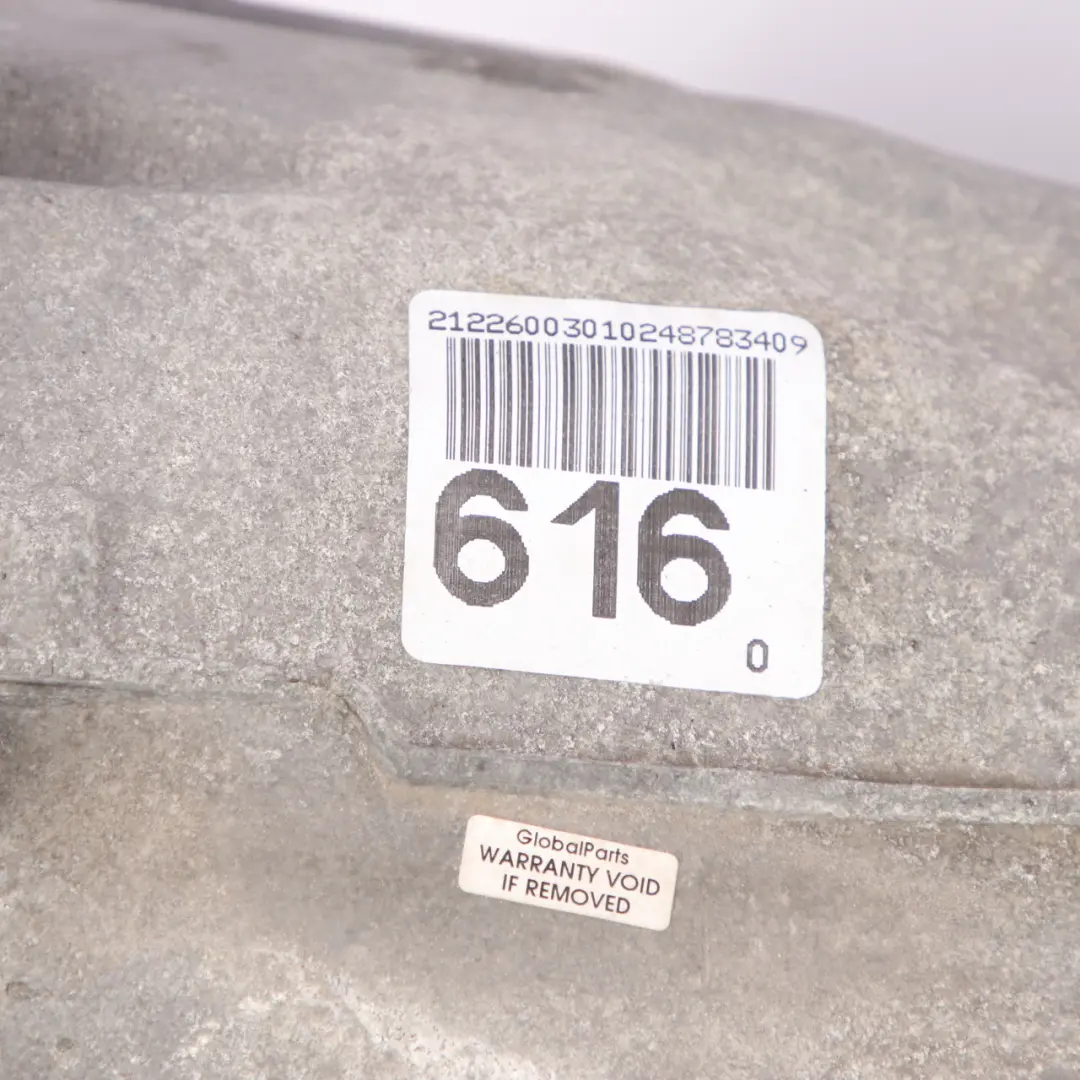 21226003010248783409
616
0
GlobalParts
WARRANTY VOID
IF REMOVED